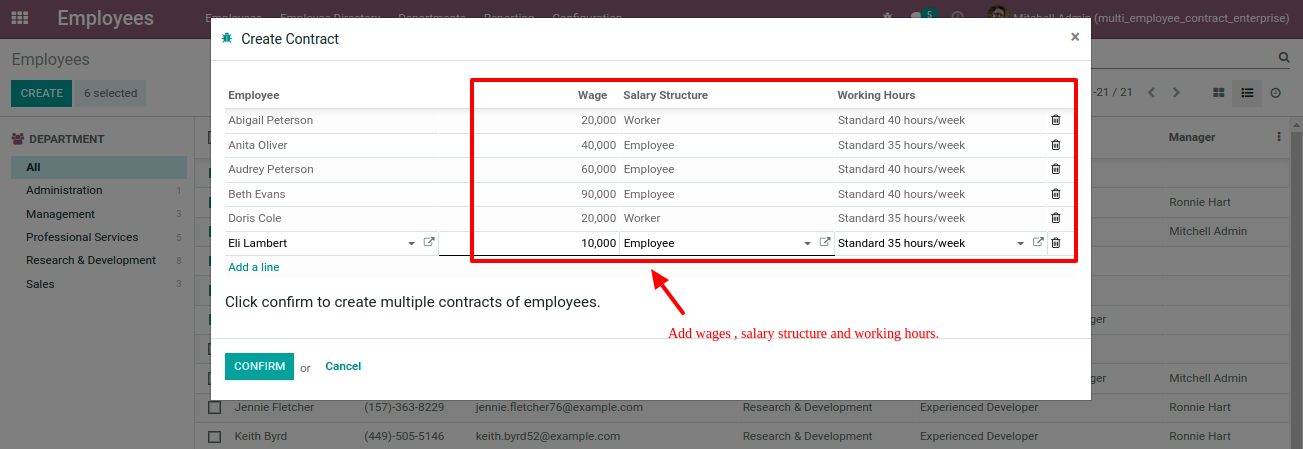 Employees Employees Employee Directory Departments Reporting Configuration 5 Mitchell Admin (multi_employee_contract_enterprise)
Create Contract ×
Employees
CREATE 6 selected
-21 / 21
Employee Wage Salary Structure Working Hours
Abigail Peterson 20,000 Worker Standard 40 hours/week
Anita Oliver 40,000 Employee Standard 35 hours/week
Audrey Peterson 60,000 Employee Standard 40 hours/week
Beth Evans 90,000 Employee Standard 40 hours/week
Doris Cole 20,000 Worker Standard 35 hours/week
Eli Lambert 10,000 Employee Standard 35 hours/week
Add a line
Click confirm to create multiple contracts of employees.
Add wages , salary structure and working hours.
CONFIRM or Cancel
DEPARTMENT
All
Administration 1
Management 3
Professional Services 5
Research & Development 8
Sales 3
Manager
Ronnie Hart
Mitchell Admin
ger
ger Mitchell Admin
Jennie Fletcher (157)-363-8229 jennie.fletcher76@example.com Research & Development Experienced Developer Ronnie Hart
Keith Byrd (449)-505-5146 keith.byrd52@example.com Research & Development Experienced Developer Ronnie Hart